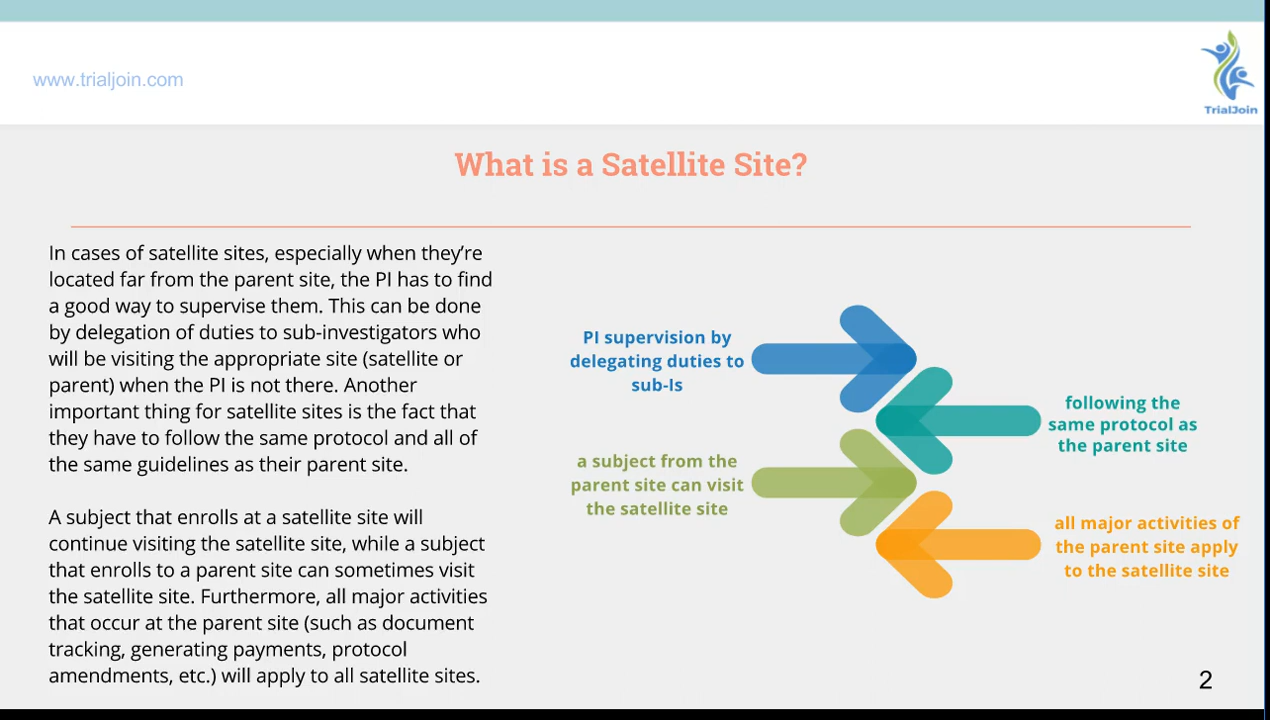 www.trialjoin.com
TrialJoin
What is a Satellite Site?
In cases of satellite sites, especially when they’re
located far from the parent site, the PI has to find
a good way to supervise them. This can be done
by delegation of duties to sub-investigators who
will be visiting the appropriate site (satellite or
parent) when the PI is not there. Another
important thing for satellite sites is the fact that
they have to follow the same protocol and all of
the same guidelines as their parent site.
A subject that enrolls at a satellite site will
continue visiting the satellite site, while a subject
that enrolls to a parent site can sometimes visit
the satellite site. Furthermore, all major activities
that occur at the parent site (such as document
tracking, generating payments, protocol
amendments, etc.) will apply to all satellite sites.
PI supervision by
delegating duties to
sub-Is
following the
same protocol as
the parent site
a subject from the
parent site can visit
the satellite site
all major activities of
the parent site apply
to the satellite site
2